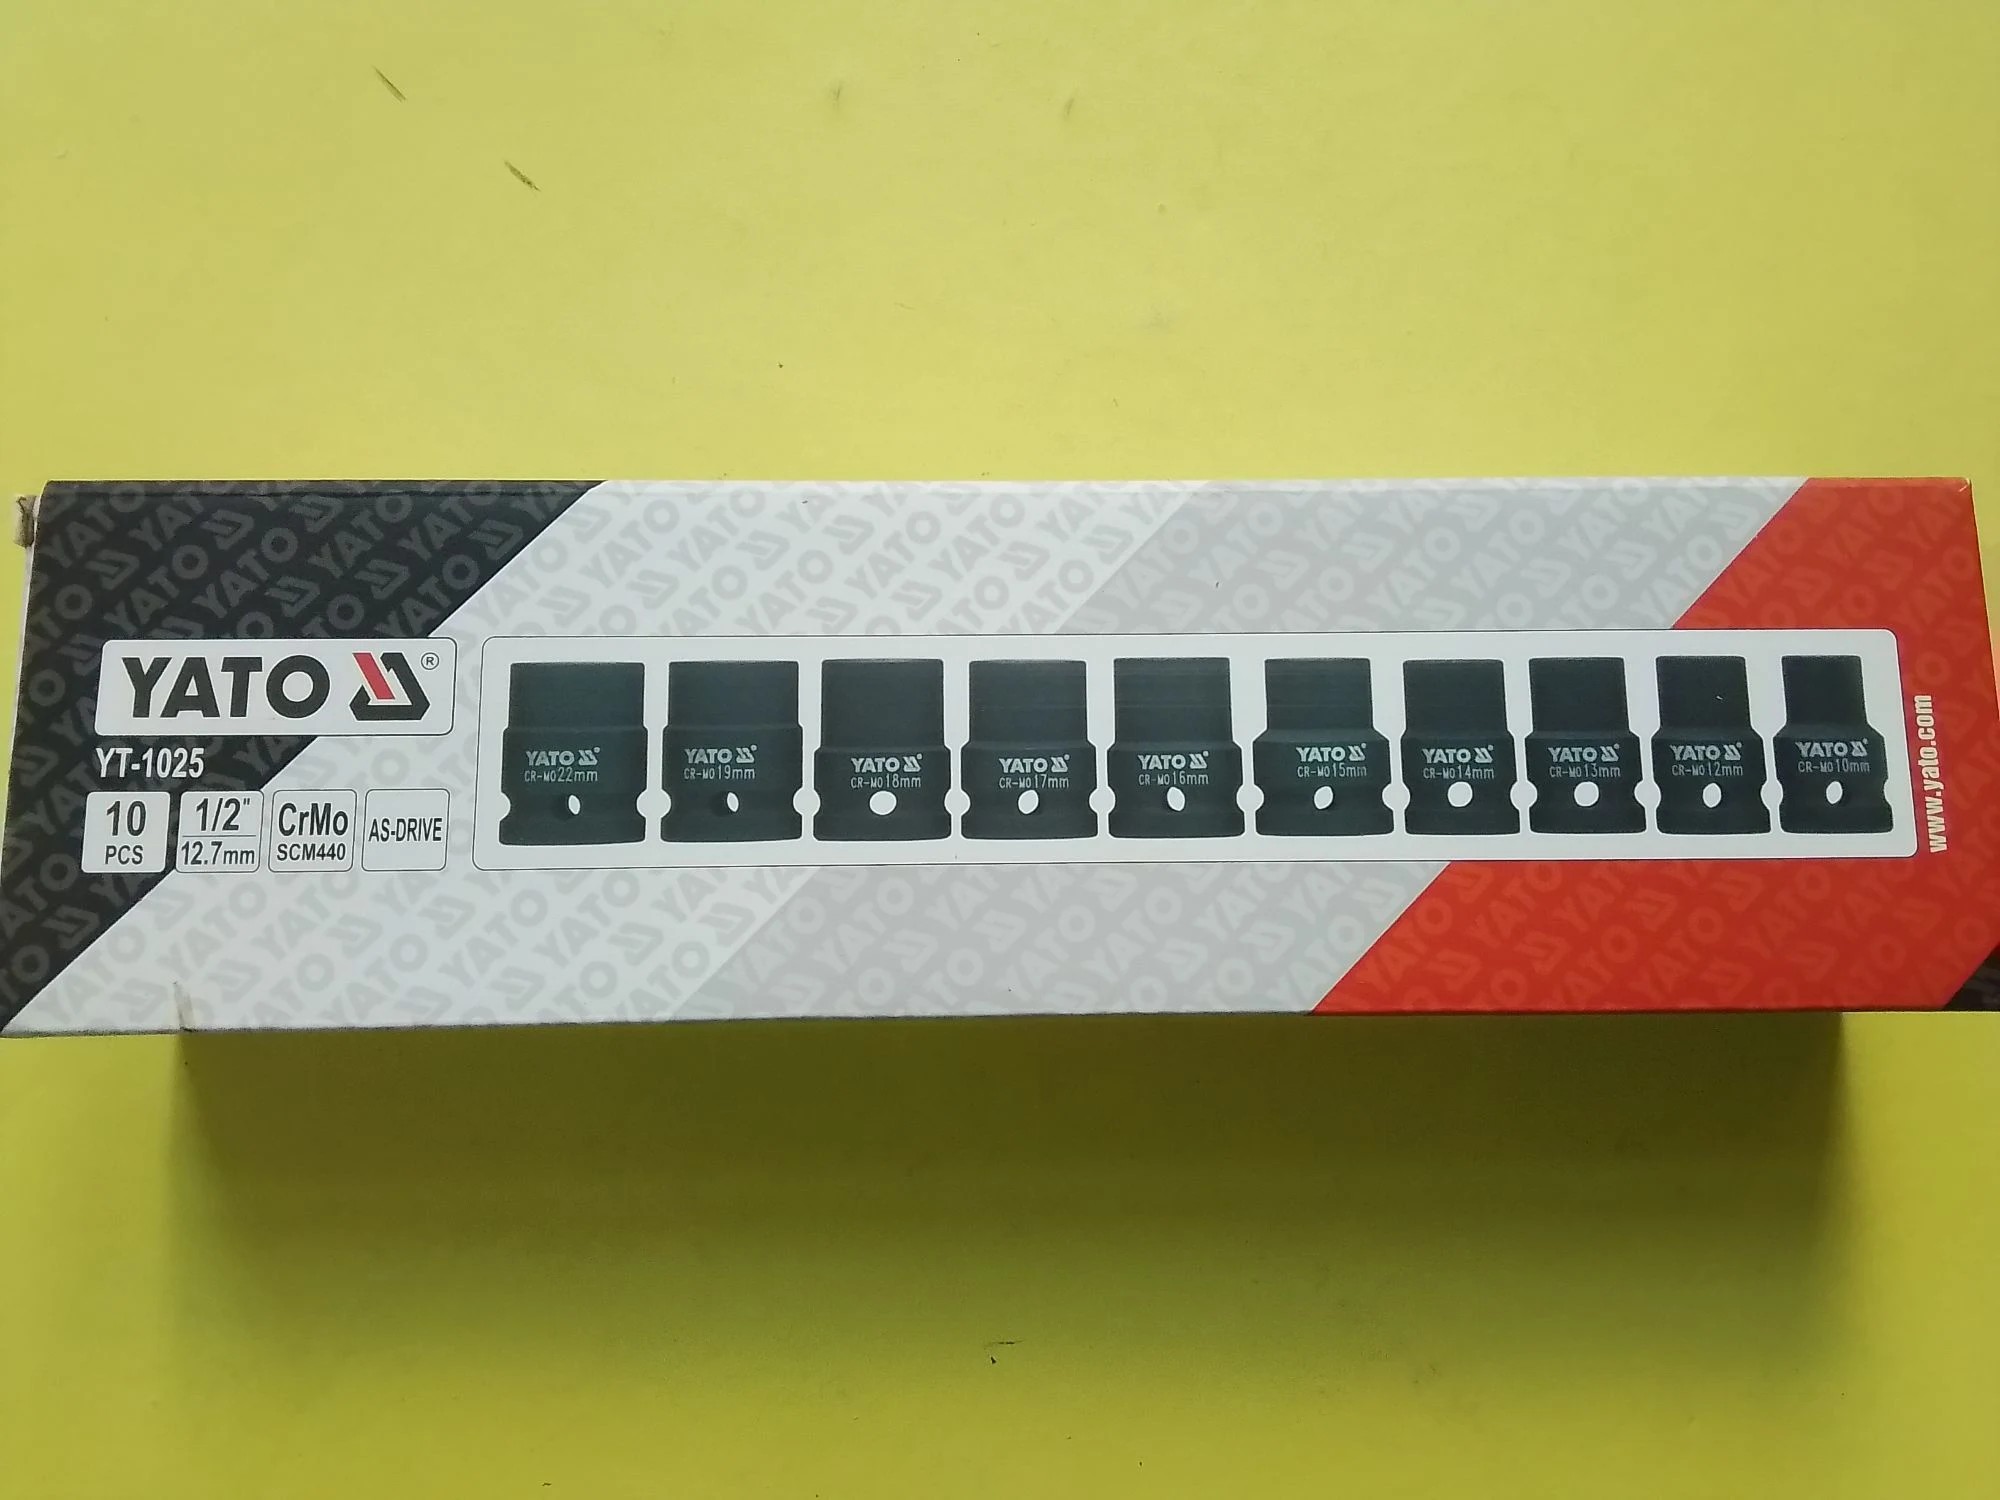 YATO ®
YT-1025
10
PCS
1/2"
12.7mm
CrMo
SCM440
AS-DRIVE
YATO
CR-MO22mm
YATO
CR-MO19mm
YATO
CR-MO18mm
YATO
CR-MO17mm
YATO
CR-MO16mm
YATO
CR-MO15mm
YATO
CR-MO14mm
YATO
CR-MO13mm
YATO
CR-MO12mm
YATO
CR-MO10mm
www.yato.com